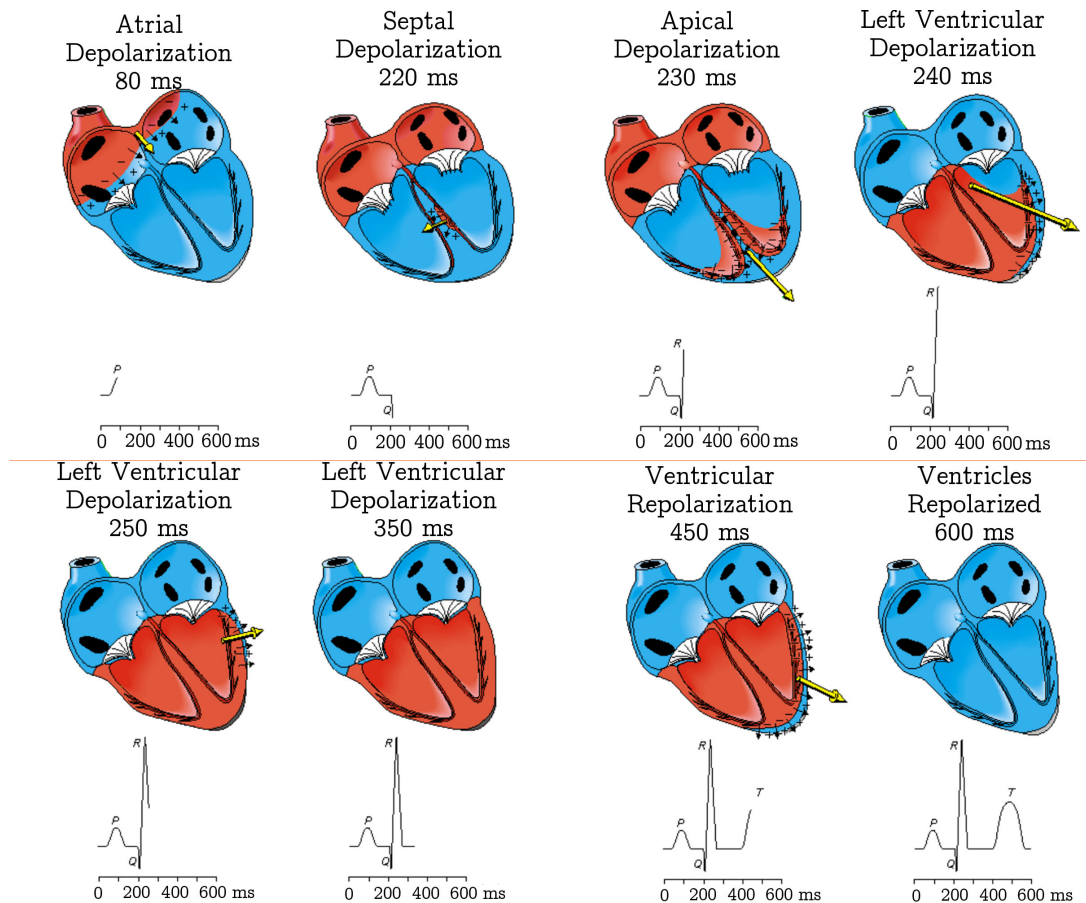 Atrial
Depolarization
80 ms
Septal
Depolarization
220 ms
Apical
Depolarization
230 ms
Left Ventricular
Depolarization
240 ms
P
0 200 400 600 ms
P
Q
0 200 400 600 ms
R
P
Q
0 200 400 600 ms
R
P
Q
0 200 400 600 ms
Left Ventricular
Depolarization
250 ms
Left Ventricular
Depolarization
350 ms
Ventricular
Repolarization
450 ms
Ventricles
Repolarized
600 ms
R
P
Q
0 200 400 600 ms
R
P
Q
0 200 400 600 ms
R
T
P
Q
0 200 400 600 ms
R
T
P
Q
0 200 400 600 ms